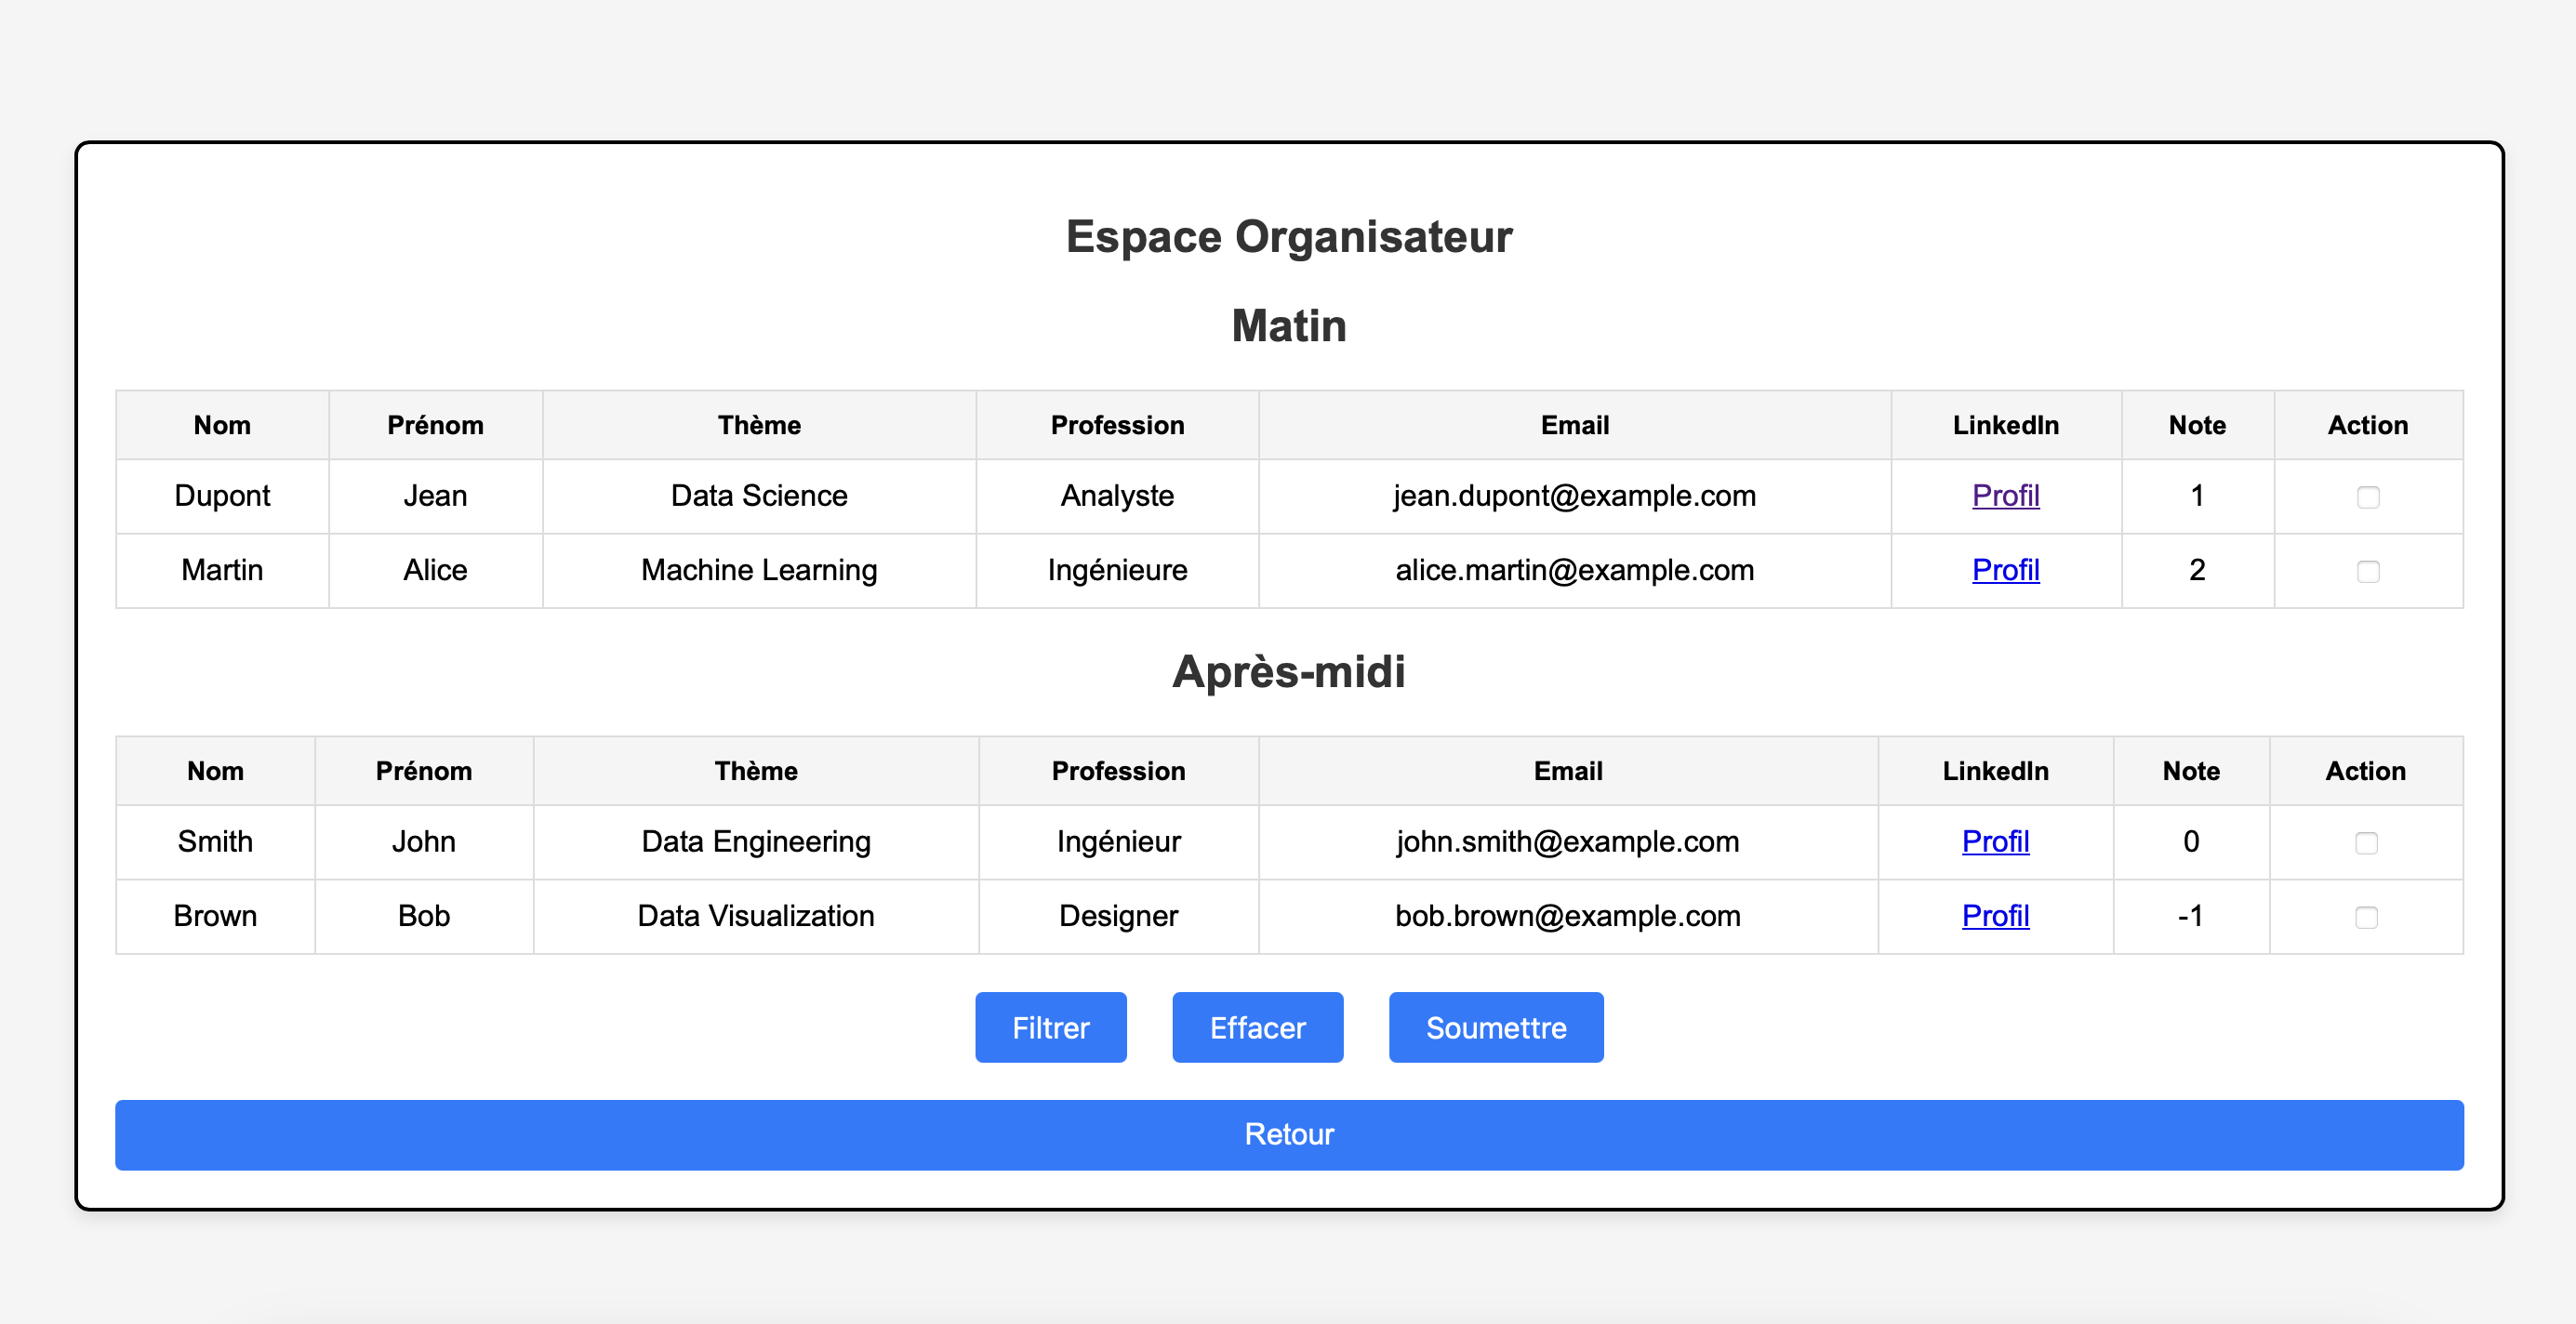 Espace Organisateur
Matin
Nom Prénom Thème Profession Email LinkedIn Note Action
Dupont Jean Data Science Analyste jean.dupont@example.com Profil 1
Martin Alice Machine Learning Ingénieure alice.martin@example.com Profil 2
Après-midi
Nom Prénom Thème Profession Email LinkedIn Note Action
Smith John Data Engineering Ingénieur john.smith@example.com Profil 0
Brown Bob Data Visualization Designer bob.brown@example.com Profil -1
Filtrer Effacer Soumettre
Retour